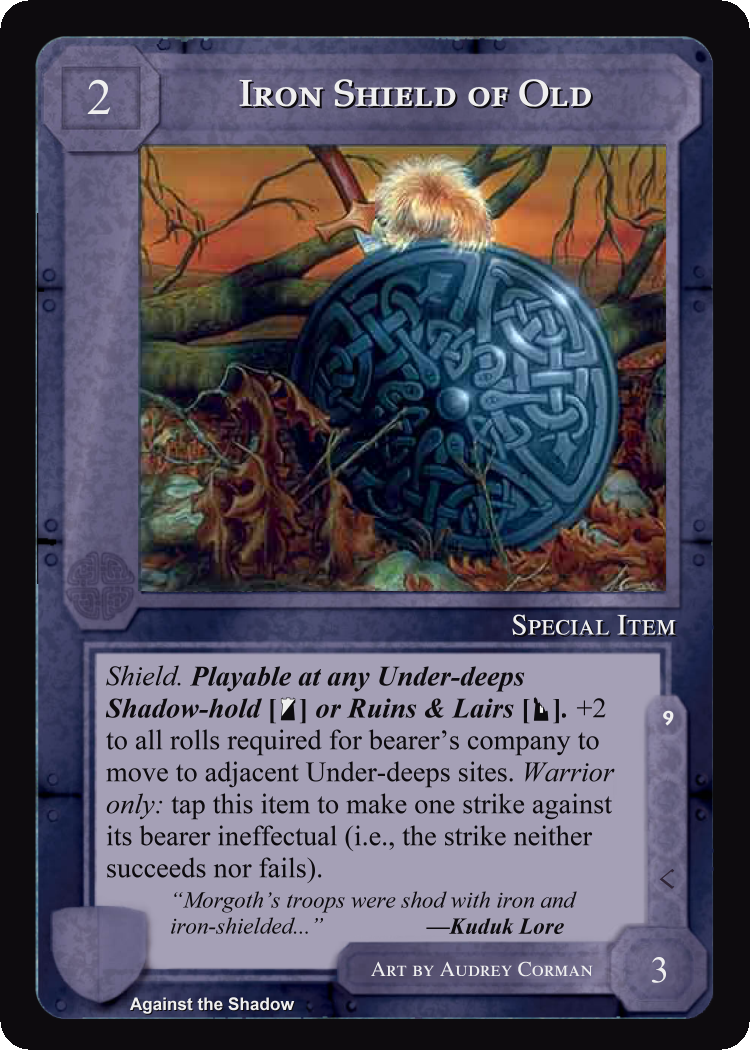 2
Iron Shield of Old
Special Item
Shield. Playable at any Under-deeps
Shadow-hold [ ] or Ruins & Lairs [ ]. +2
to all rolls required for bearer's company to
move to adjacent Under-deeps sites. Warrior
only: tap this item to make one strike against
its bearer ineffectual (i.e., the strike neither
succeeds nor fails).
"Morgoth's troops were shod with iron and
iron-shielded..." —Kuduk Lore
9
Art by Audrey Corman
3
Against the Shadow